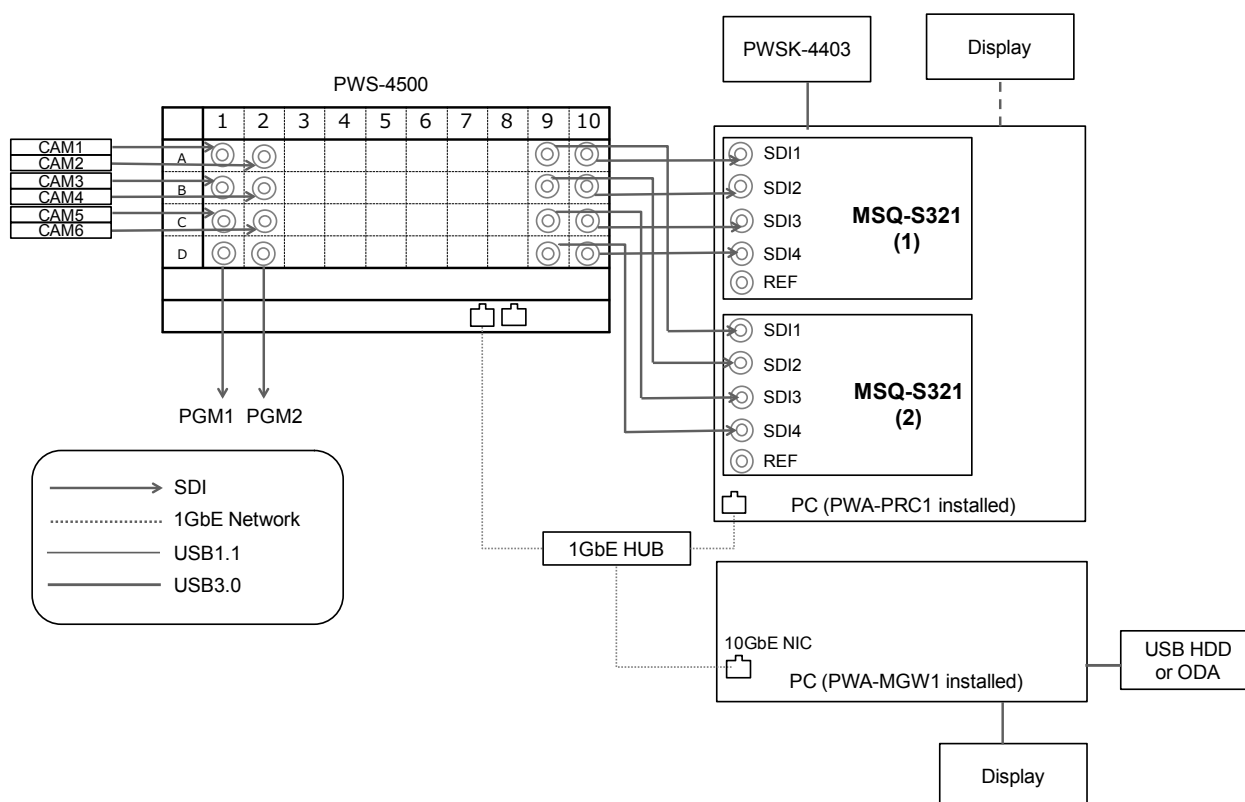 PWSK-4403
Display
PWS-4500
1 2 3 4 5 6 7 8 9 10
CAM1
CAM2
CAM3
CAM4
CAM5
CAM6
A
B
C
D
SDI1
SDI2
SDI3
SDI4
REF
MSQ-S321
(1)
SDI1
SDI2
SDI3
SDI4
REF
MSQ-S321
(2)
PC (PWA-PRC1 installed)
PGM1 PGM2
SDI
1GbE Network
USB1.1
USB3.0
1GbE HUB
10GbE NIC
PC (PWA-MGW1 installed)
USB HDD
or ODA
Display